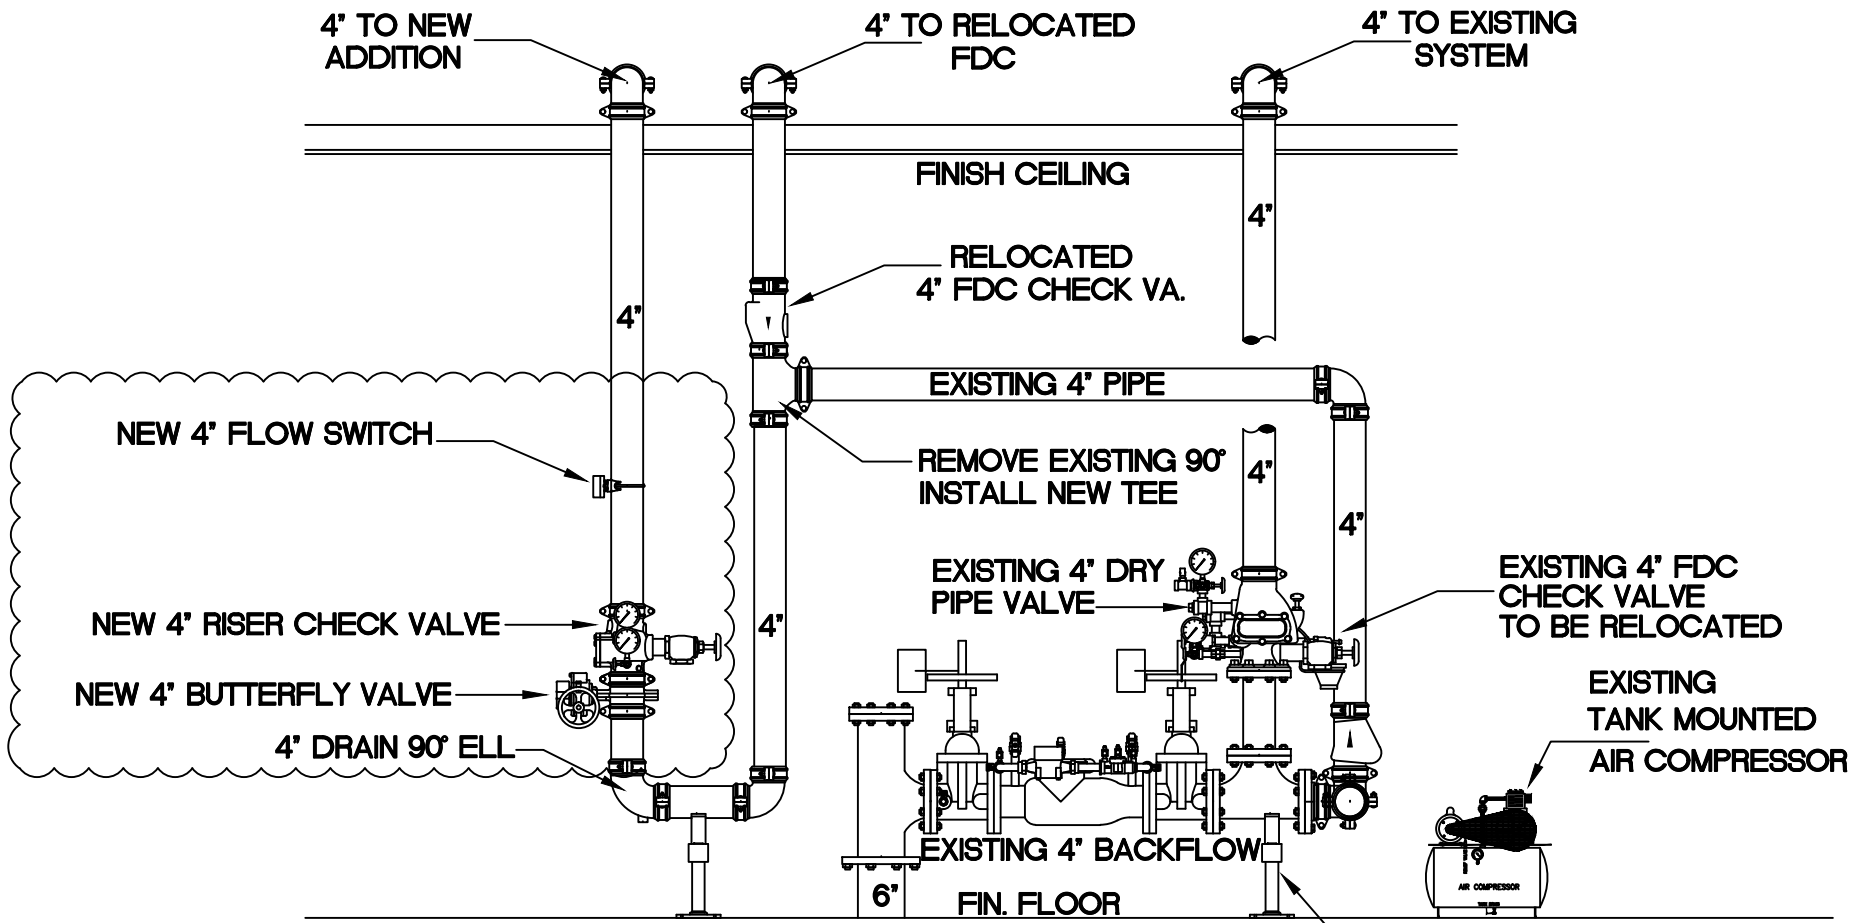 4" TO NEW
ADDITION
4" TO RELOCATED
FDC
4" TO EXISTING
SYSTEM
FINISH CEILING
4"
RELOCATED
4" FDC CHECK VA.
4"
EXISTING 4" PIPE
NEW 4" FLOW SWITCH
REMOVE EXISTING 90°
INSTALL NEW TEE
4"
4"
EXISTING 4" DRY
PIPE VALVE
EXISTING 4" FDC
CHECK VALVE
TO BE RELOCATED
NEW 4" RISER CHECK VALVE
4"
NEW 4" BUTTERFLY VALVE
EXISTING
TANK MOUNTED
AIR COMPRESSOR
4" DRAIN 90° ELL
EXISTING 4" BACKFLOW
6"
FIN. FLOOR
AIR COMPRESSOR